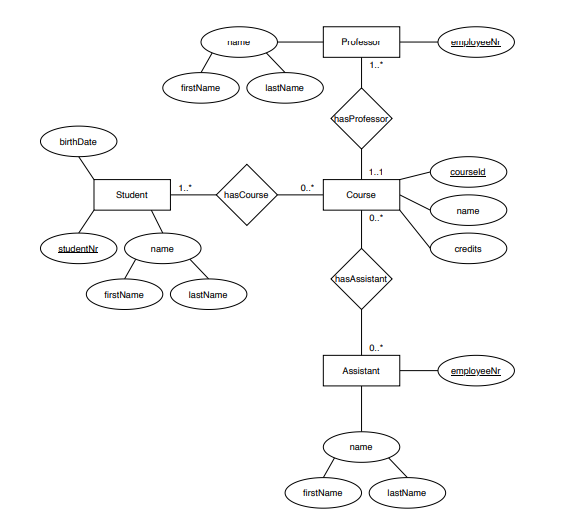 name
Professor
employeeNr
1..*
firstName
lastName
hasProfessor
birthDate
1..1
courseId
Student
1..*
hasCourse
0..*
Course
0..*
name
studentNr
name
credits
firstName
lastName
hasAssistant
0..*
Assistant
employeeNr
name
firstName
lastName